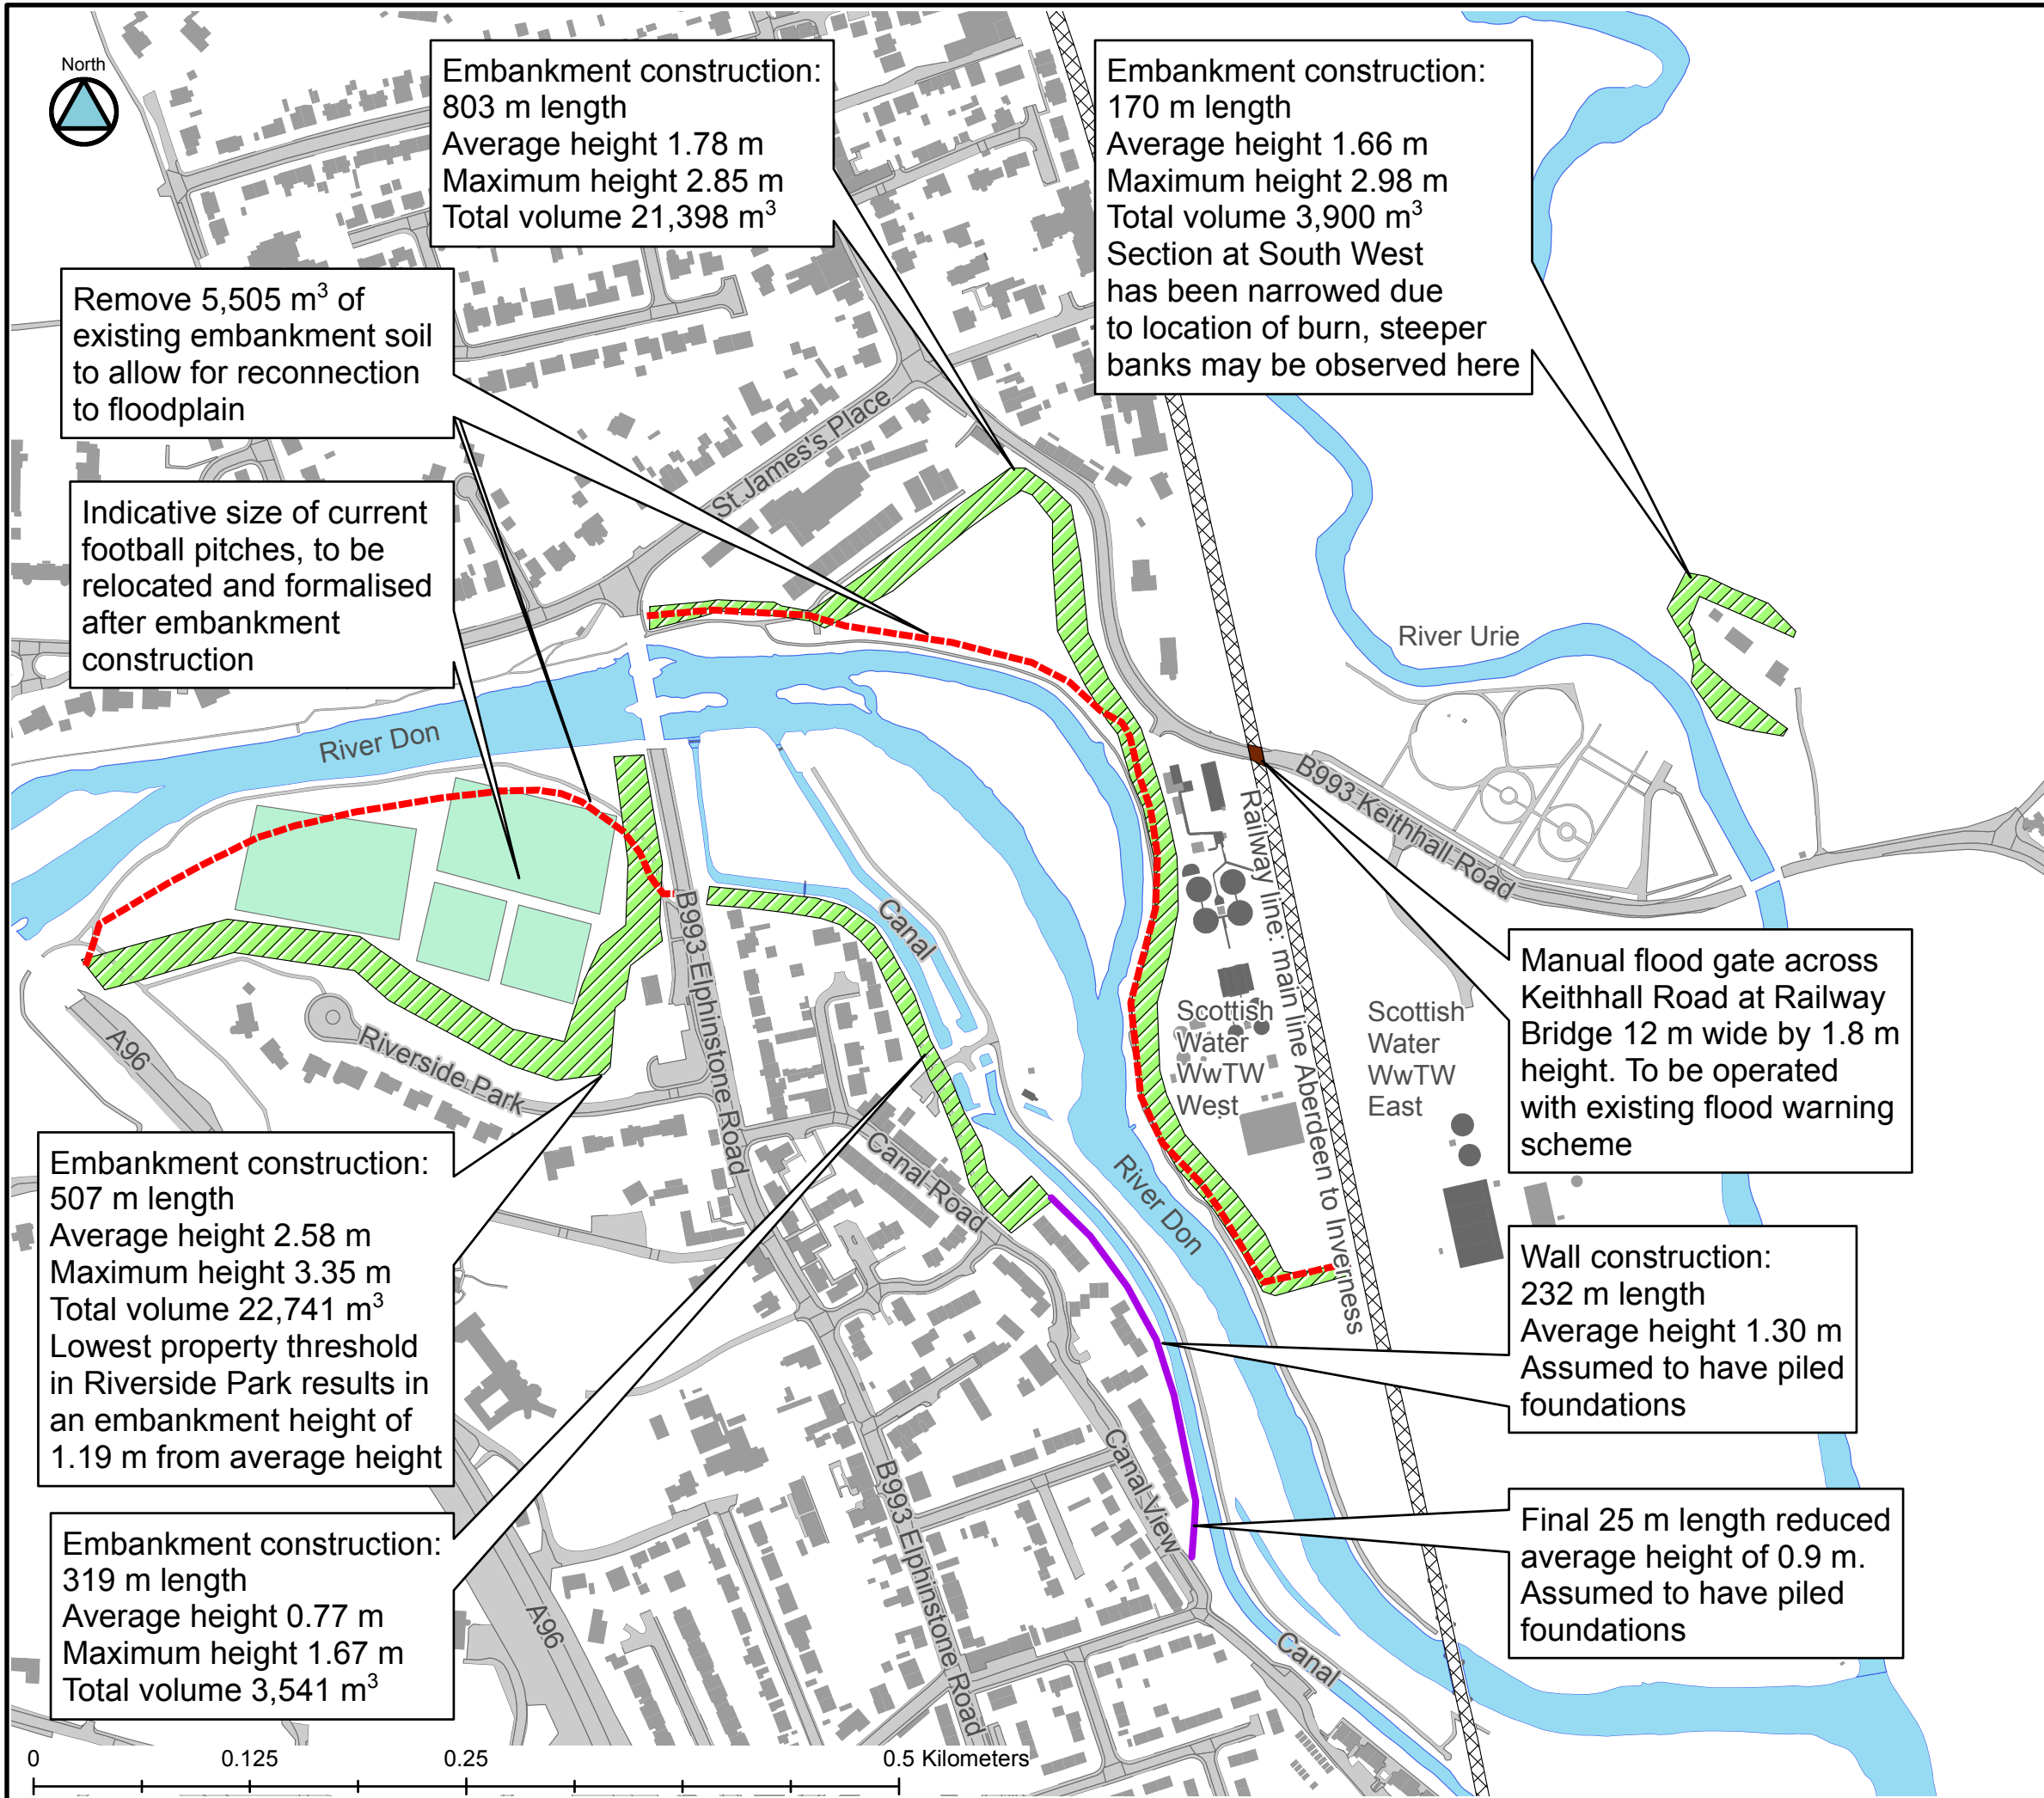 North
Embankment construction:
803 m length
Average height 1.78 m
Maximum height 2.85 m
Total volume 21,398 m³
Embankment construction:
170 m length
Average height 1.66 m
Maximum height 2.98 m
Total volume 3,900 m³
Section at South West
has been narrowed due
to location of burn, steeper
banks may be observed here
Remove 5,505 m³ of
existing embankment soil
to allow for reconnection
to floodplain
Indicative size of current
football pitches, to be
relocated and formalised
after embankment
construction
St James's Place
River Urie
River Don
B993 Keithhall Road
Railway line: main line Aberdeen to Inverness
Canal
B993 Elphinstone Road
A96
Riverside Park
Scottish
Water
WwTW
West
Scottish
Water
WwTW
East
Manual flood gate across
Keithhall Road at Railway
Bridge 12 m wide by 1.8 m
height. To be operated
with existing flood warning
scheme
Canal Road
River Don
Embankment construction:
507 m length
Average height 2.58 m
Maximum height 3.35 m
Total volume 22,741 m³
Lowest property threshold
in Riverside Park results in
an embankment height of
1.19 m from average height
Wall construction:
232 m length
Average height 1.30 m
Assumed to have piled
foundations
Canal View
B993 Elphinstone Road
Final 25 m length reduced
average height of 0.9 m.
Assumed to have piled
foundations
Embankment construction:
319 m length
Average height 0.77 m
Maximum height 1.67 m
Total volume 3,541 m³
A96
Canal
0 0.125 0.25 0.5 Kilometers